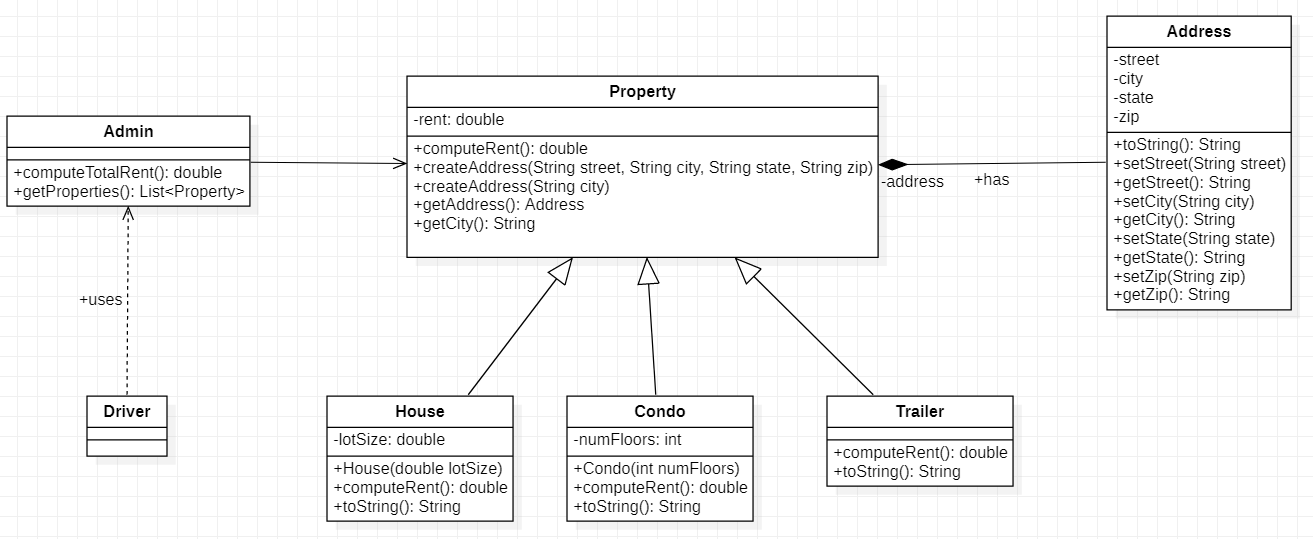 Admin
+computeTotalRent(): double
+getProperties(): List<Property>
+uses
Driver
Property
-rent: double
+computeRent(): double
+createAddress(String street, String city, String state, String zip)
+createAddress(String city)
+getAddress(): Address
+getCity(): String
-address
+has
Address
-street
-city
-state
-zip
+toString(): String
+setStreet(String street)
+getStreet(): String
+setCity(String city)
+getCity(): String
+setState(String state)
+getState(): String
+setZip(String zip)
+getZip(): String
House
-lotSize: double
+House(double lotSize)
+computeRent(): double
+toString(): String
Condo
-numFloors: int
+Condo(int numFloors)
+computeRent(): double
+toString(): String
Trailer
+computeRent(): double
+toString(): String